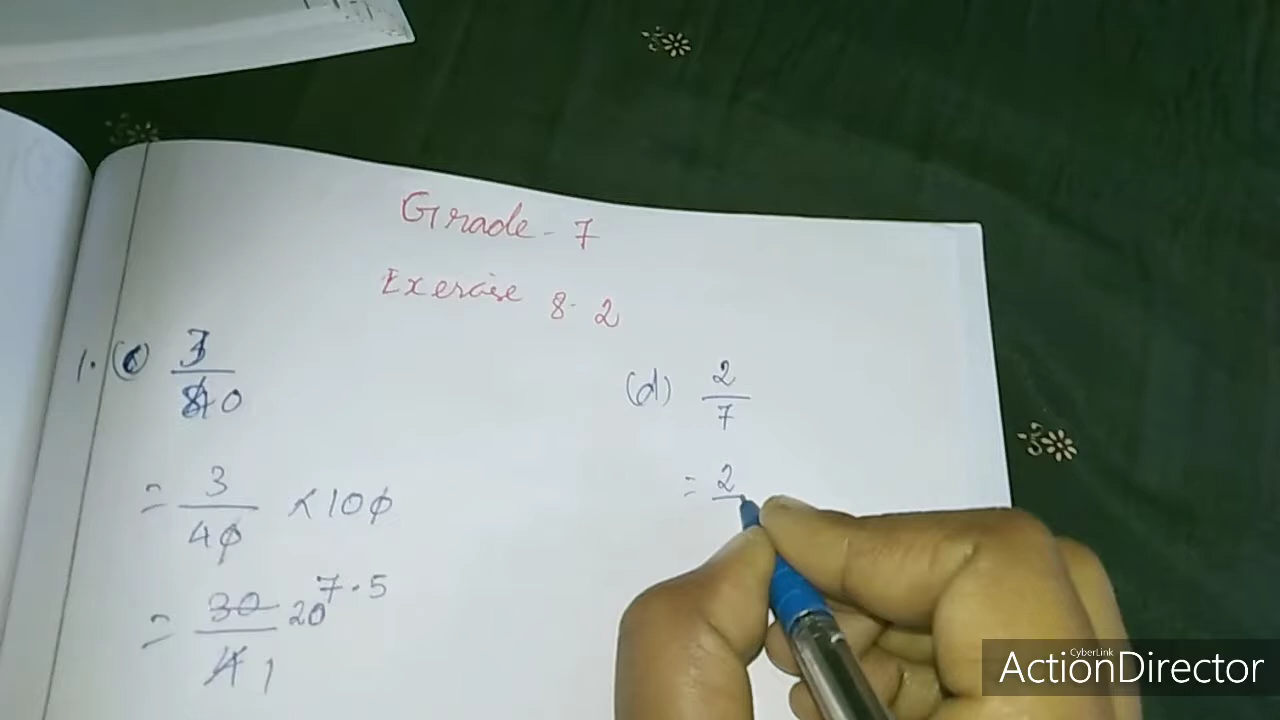 Grade - 7
Exercise 8.2
1. (c) 3/40
= 3/40 × 100
= 30/4 20 7.5
1
(d) 2/7
= 2
CyberLink
ActionDirector